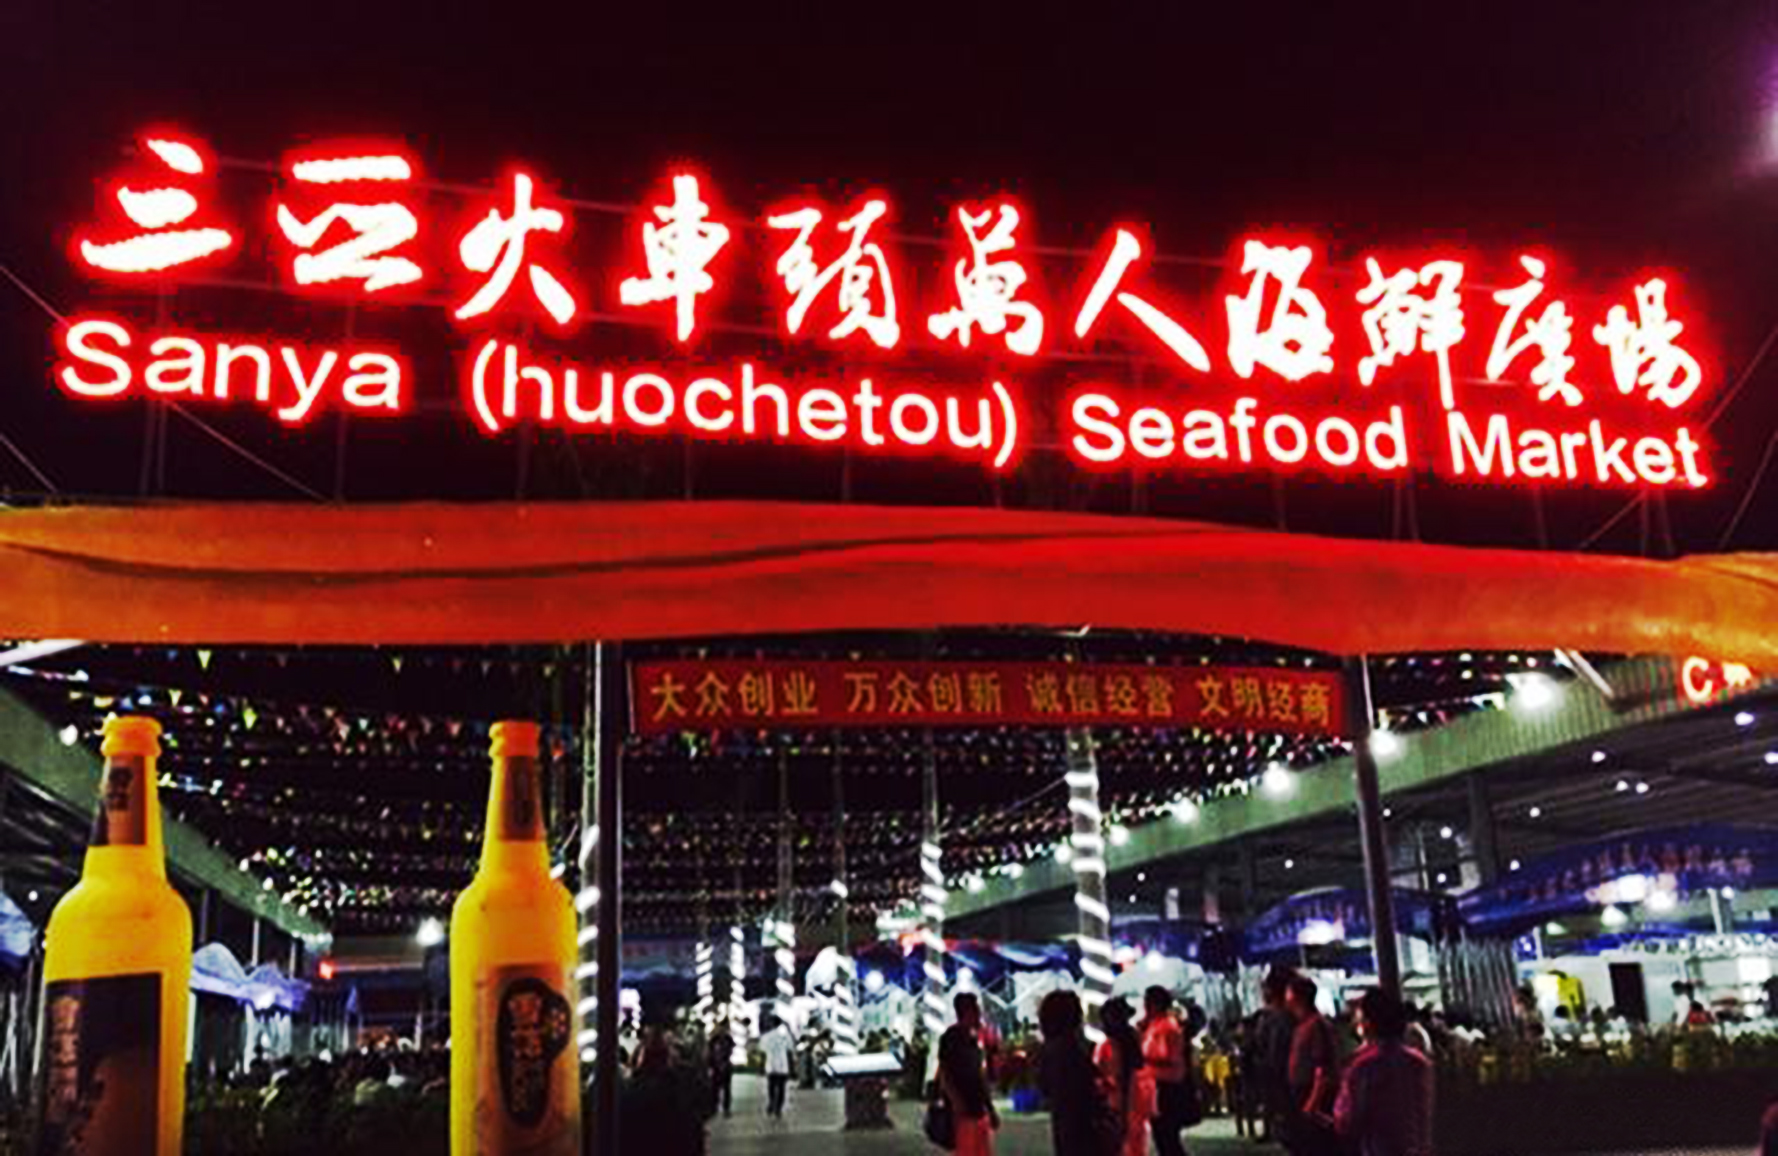 三亞火車頭萬人海鮮廣場
Sanya (huochetou) Seafood Market
大众创业 万众创新 诚信经营 文明经商